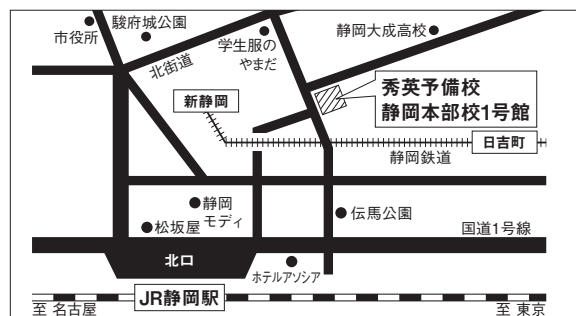 駿府城公園
市役所
学生服の
やまだ
静岡大成高校
北街道
秀英予備校
静岡本部校1号館
新静岡
日吉町
静岡鉄道
静岡
モディ
松坂屋
伝馬公園
国道1号線
北口
ホテルアソシア
JR静岡駅
至 名古屋
至 東京